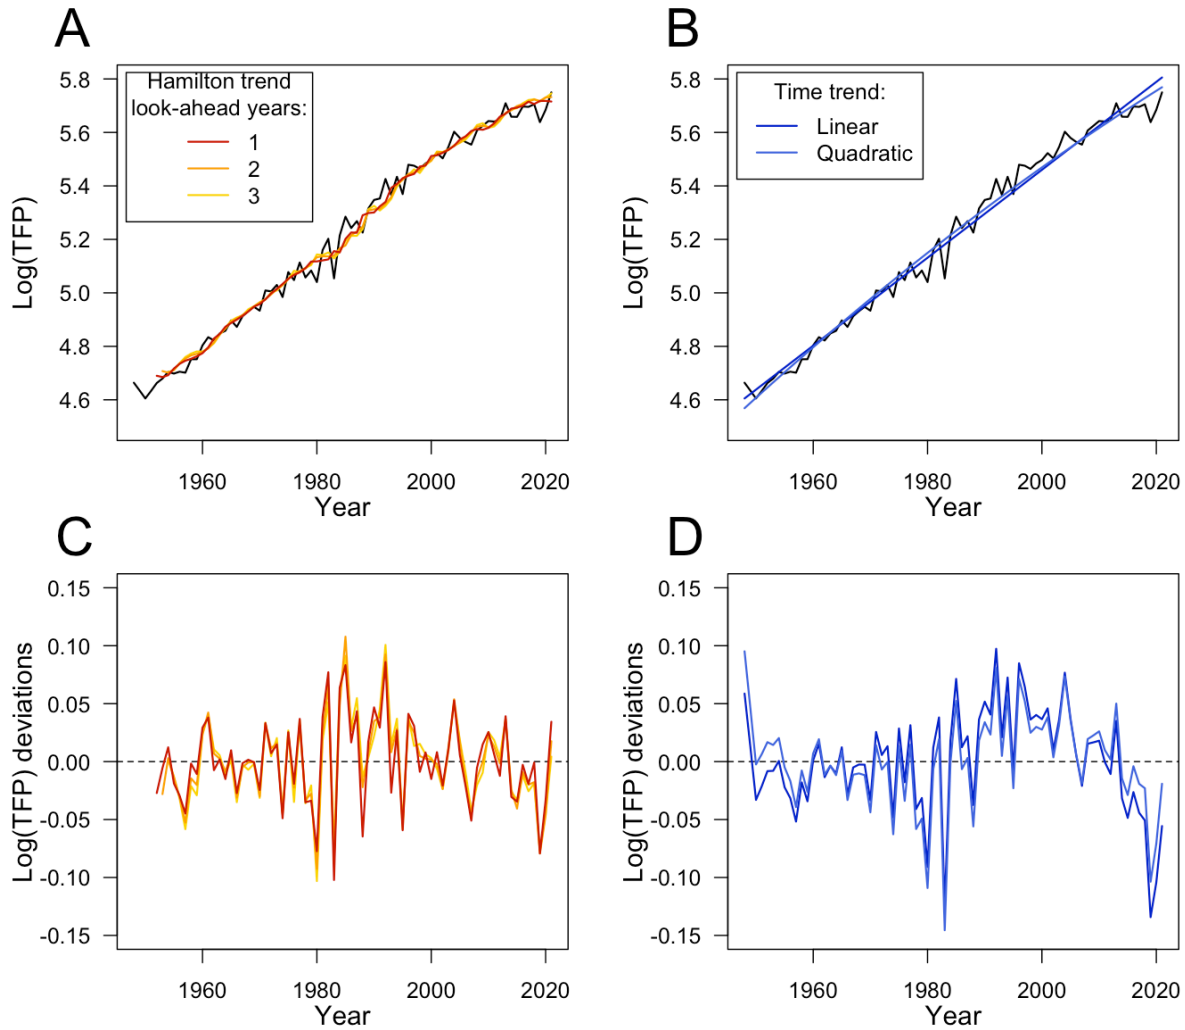 A
Log(TFP)
5.8
5.6
5.4
5.2
5.0
4.8
4.6
Hamilton trend
look-ahead years:
1
2
3
1960 1980 2000 2020
Year
B
Log(TFP)
5.8
5.6
5.4
5.2
5.0
4.8
4.6
Time trend:
Linear
Quadratic
1960 1980 2000 2020
Year
C
Log(TFP) deviations
0.15
0.10
0.05
0.00
-0.05
-0.10
-0.15
1960 1980 2000 2020
Year
D
Log(TFP) deviations
0.15
0.10
0.05
0.00
-0.05
-0.10
-0.15
1960 1980 2000 2020
Year